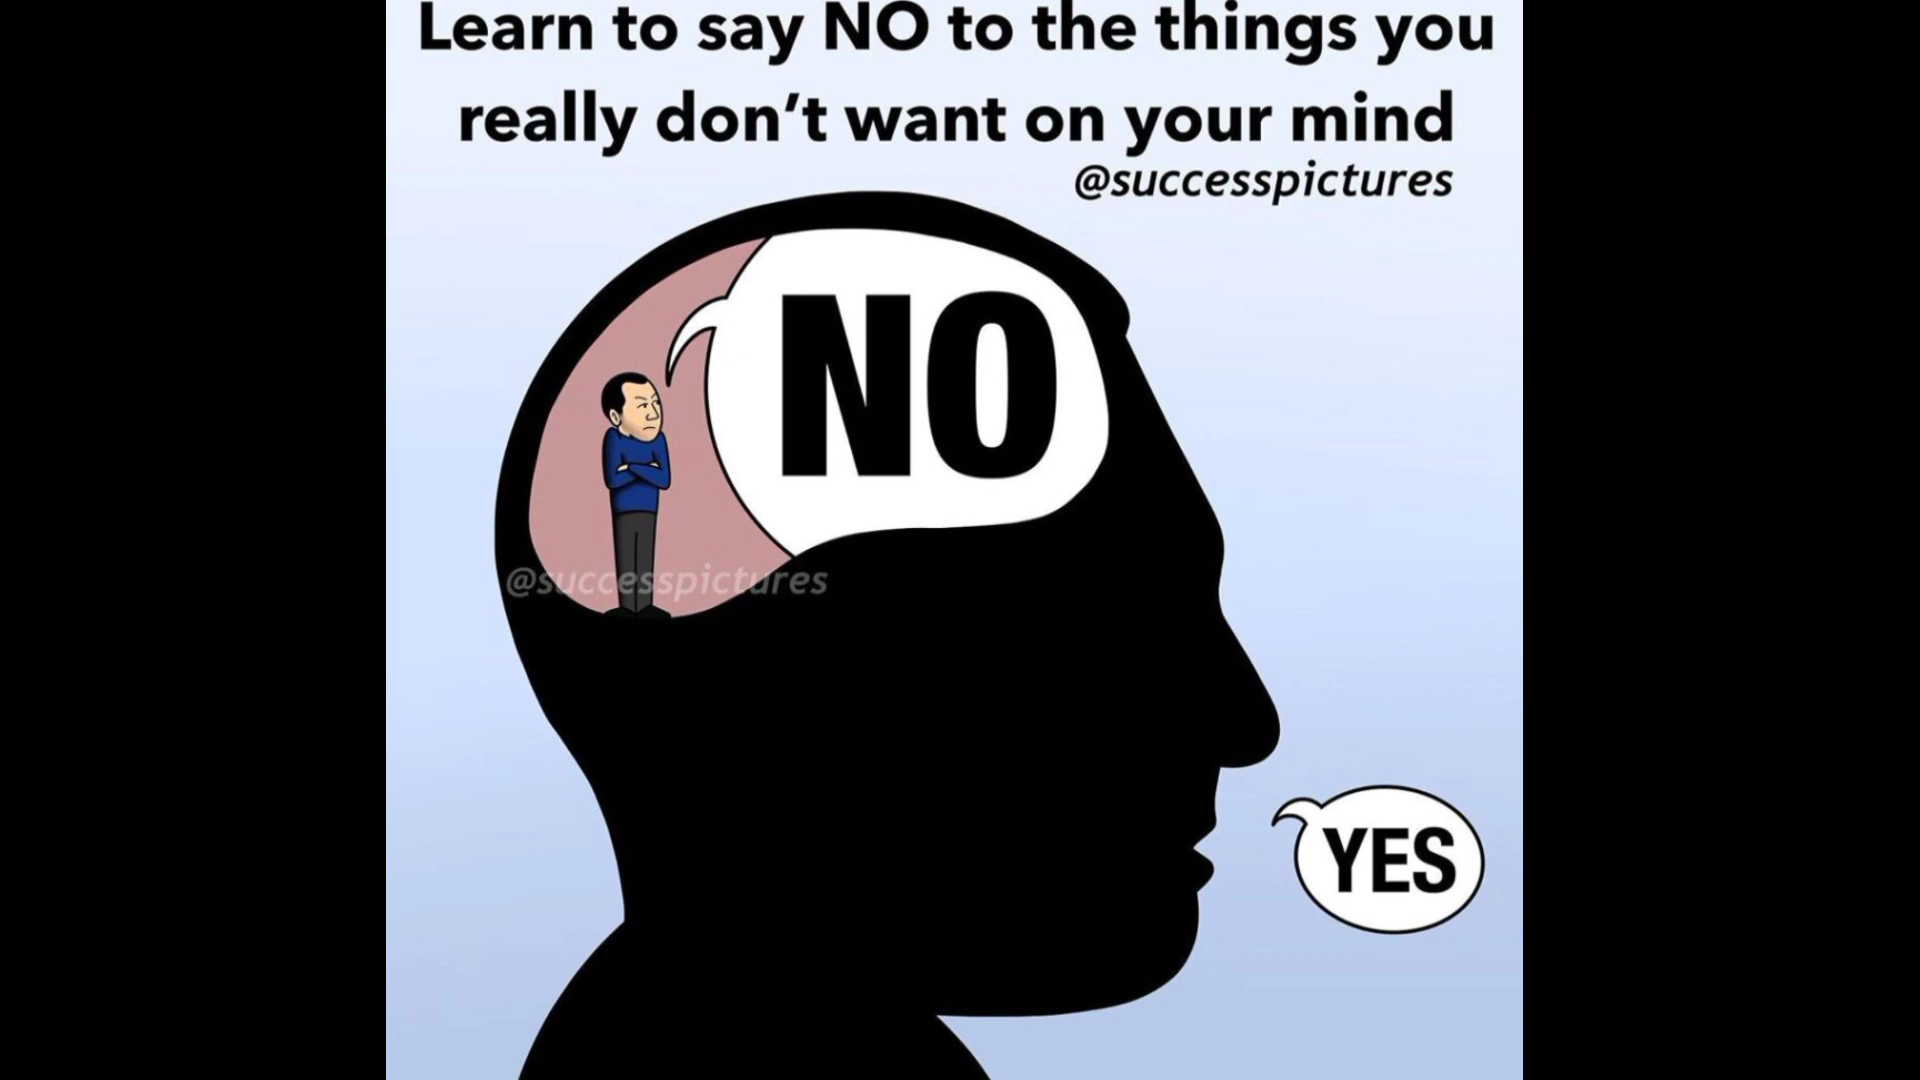 Learn to say NO to the things you
really don’t want on your mind
@successpictures
NO
@successpictures
YES